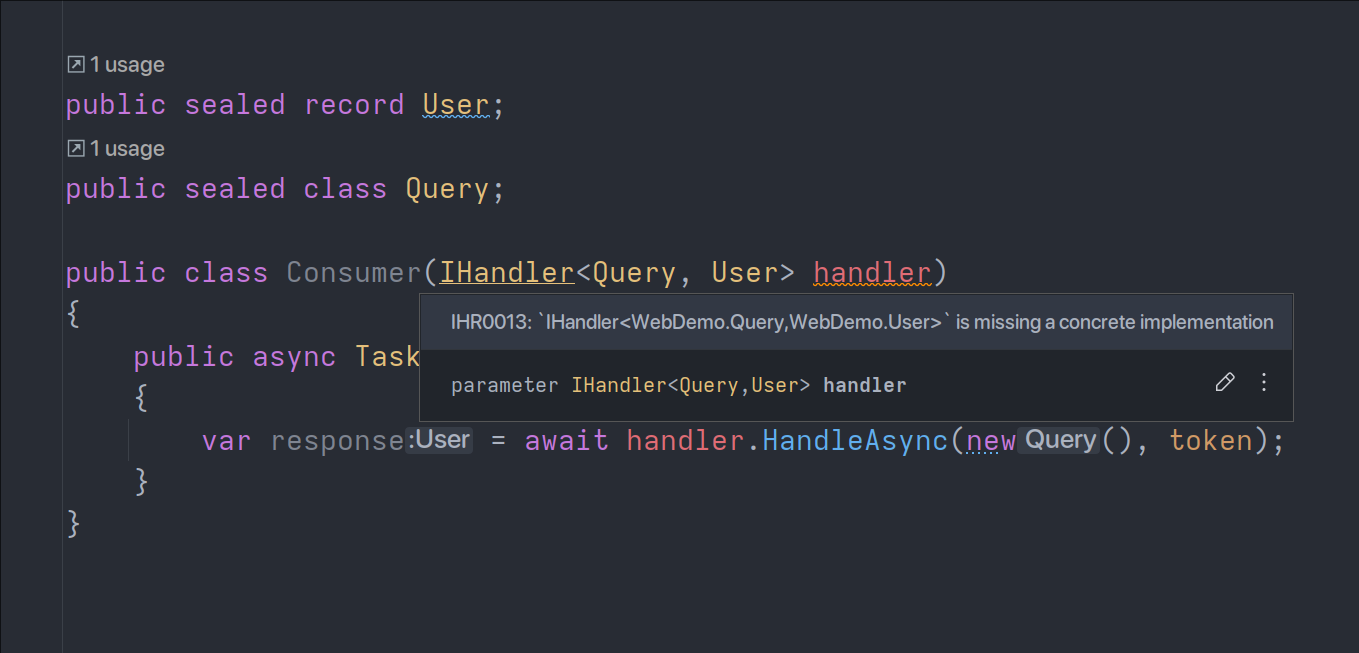 1 usage
public sealed record User;
1 usage
public sealed class Query;
public class Consumer(IHandler<Query, User> handler)
{
IHR0013: `IHandler<WebDemo.Query,WebDemo.User>` is missing a concrete implementation
public async Task
parameter IHandler<Query,User> handler
{
var response:User = await handler.HandleAsync(new Query(), token);
}
}